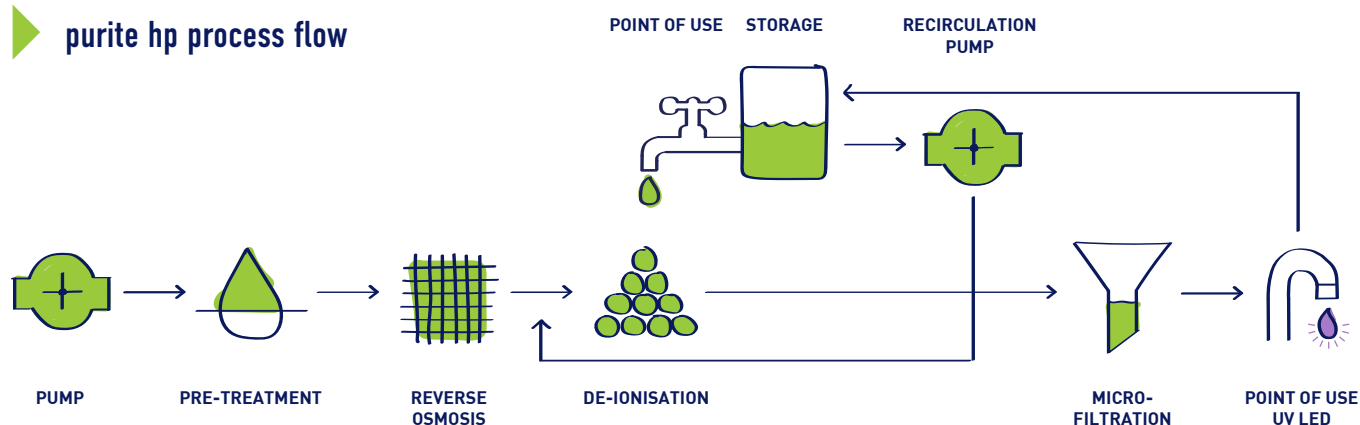 purite hp process flow
POINT OF USE
STORAGE
RECIRCULATION
PUMP
PUMP
PRE-TREATMENT
REVERSE
OSMOSIS
DE-IONISATION
MICRO-
FILTRATION
POINT OF USE
UV LED